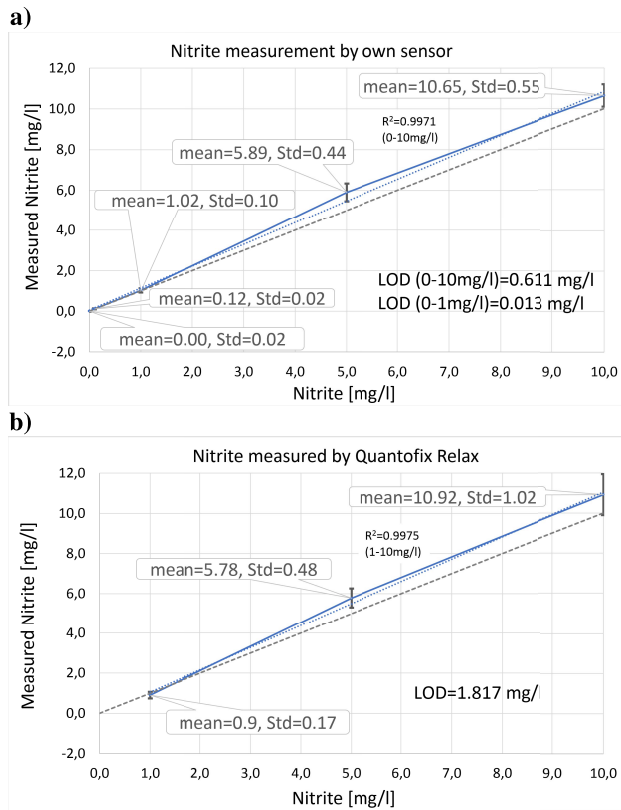 a)
Nitrite measurement by own sensor
12,0
10,0
8,0
6,0
4,0
2,0
0,0
-2,0
Measured Nitrite [mg/l]
mean=10.65, Std=0.55
R²=0.9971
(0-10mg/l)
mean=5.89, Std=0.44
mean=1.02, Std=0.10
mean=0.12, Std=0.02
mean=0.00, Std=0.02
LOD (0-10mg/l)=0.611 mg/l
LOD (0-1mg/l)=0.013 mg/l
0,0 1,0 2,0 3,0 4,0 5,0 6,0 7,0 8,0 9,0 10,0
Nitrite [mg/l]
b)
Nitrite measured by Quantofix Relax
12,0
10,0
8,0
6,0
4,0
2,0
0,0
-2,0
Measured Nitrite [mg/l]
mean=10.92, Std=1.02
R²=0.9975
(1-10mg/l)
mean=5.78, Std=0.48
mean=0.9, Std=0.17
LOD=1.817 mg/l
0,0 1,0 2,0 3,0 4,0 5,0 6,0 7,0 8,0 9,0 10,0
Nitrite [mg/l]